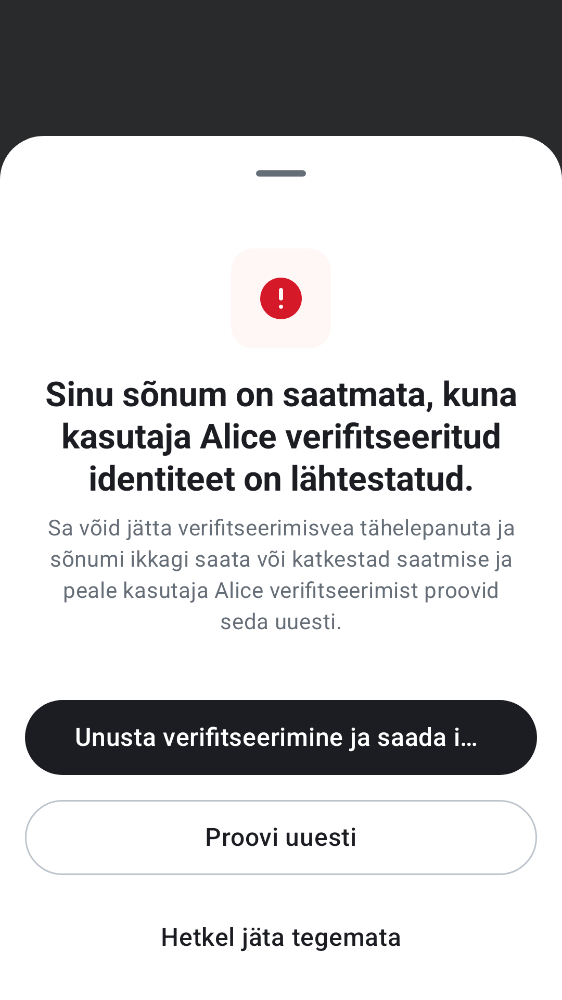 Sinu sõnum on saatmata, kuna
kasutaja Alice verifitseeritud
identiteet on lähtestatud.
Sa võid jätta verifitseerimisvea tähelepanuta ja
sõnumi ikkagi saata või katkestad saatmise ja
peale kasutaja Alice verifitseerimist proovid
seda uuesti.
Unusta verifitseerimine ja saada i…
Proovi uuesti
Hetkel jäta tegemata